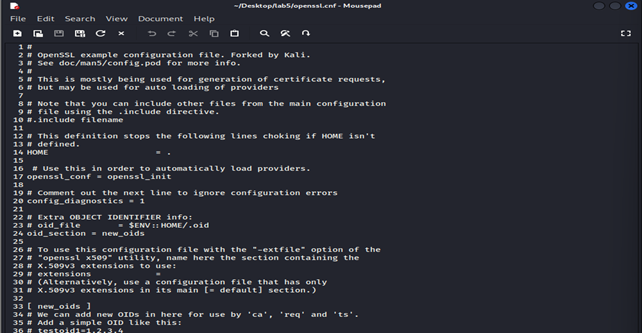 ~/Desktop/lab5/openssl.cnf - Mousepad
File Edit Search View Document Help
1 #
2 # OpenSSL example configuration file. Forked by Kali.
3 # See doc/man5/config.pod for more info.
4 #
5 # This is mostly being used for generation of certificate requests,
6 # but may be used for auto loading of providers
7
8 # Note that you can include other files from the main configuration
9 # file using the .include directive.
10 #.include filename
11
12 # This definition stops the following lines choking if HOME isn't
13 # defined.
14 HOME = .
15
16 # Use this in order to automatically load providers.
17 openssl_conf = openssl_init
18
19 # Comment out the next line to ignore configuration errors
20 config_diagnostics = 1
21
22 # Extra OBJECT IDENTIFIER info:
23 # oid_file = $ENV::HOME/.oid
24 oid_section = new_oids
25
26 # To use this configuration file with the "-extfile" option of the
27 # "openssl x509" utility, name here the section containing the
28 # X.509v3 extensions to use:
29 # extensions =
30 # (Alternatively, use a configuration file that has only
31 # X.509v3 extensions in its main [= default] section.)
32
33 [ new_oids ]
34 # We can add new OIDs in here for use by 'ca', 'req' and 'ts'.
35 # Add a simple OID like this:
36 # testoid1=1.2.3.4